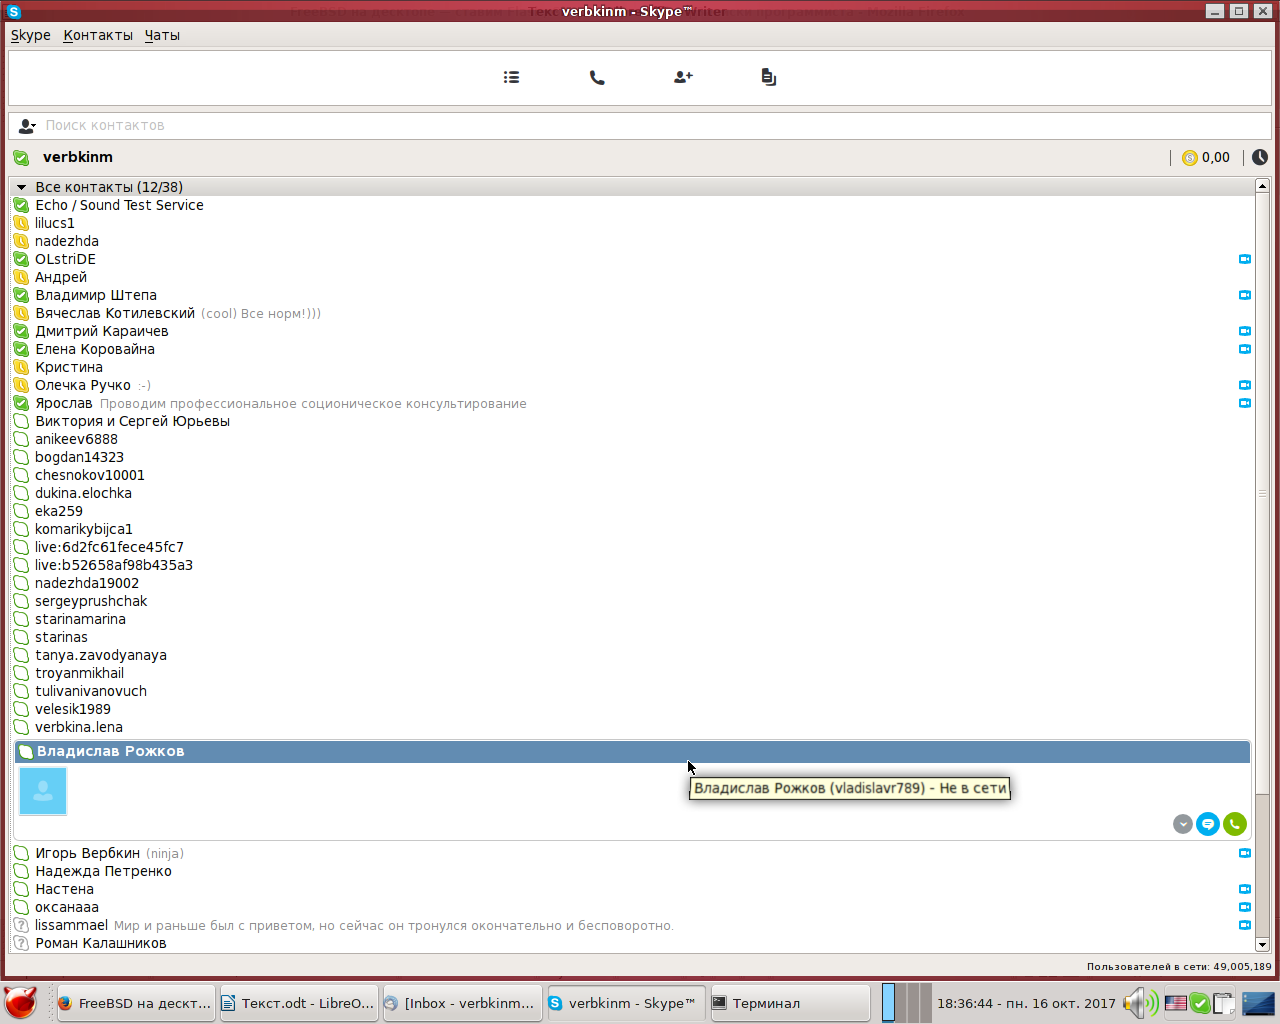 verbkinm - Skype™
Skype Контакты Чаты
Поиск контактов
verbkinm
0,00
Все контакты (12/38)
Echo / Sound Test Service
lilucs1
nadezhda
OLstriDE
Андрей
Владимир Штепа
Вячеслав Котилевский (cool) Все норм!)))
Дмитрий Караичев
Елена Коровайна
Кристина
Олечка Ручко :-)
Ярослав Проводим профессиональное соционическое консультирование
Виктория и Сергей Юрьевы
anikeev6888
bogdan14323
chesnokov10001
dukina.elochka
eka259
komarikybijca1
live:6d2fc61fece45fc7
live:b52658af98b435a3
nadezhda19002
sergeyprushchak
starinamarina
starinas
tanya.zavodyanaya
troyanmikhail
tulivanivanovuch
velesik1989
verbkina.lena
Владислав Рожков
Владислав Рожков (vladislavr789) - Не в сети
Игорь Вербкин (ninja)
Надежда Петренко
Настена
оксанааа
lissammael Мир и раньше был с приветом, но сейчас он тронулся окончательно и бесповоротно.
Роман Калашников
Пользователей в сети: 49,005,189
FreeBSD на дескт... Текст.odt - LibreO... [Inbox - verbkinm... verbkinm - Skype™ Терминал 18:36:44 - пн. 16 окт. 2017